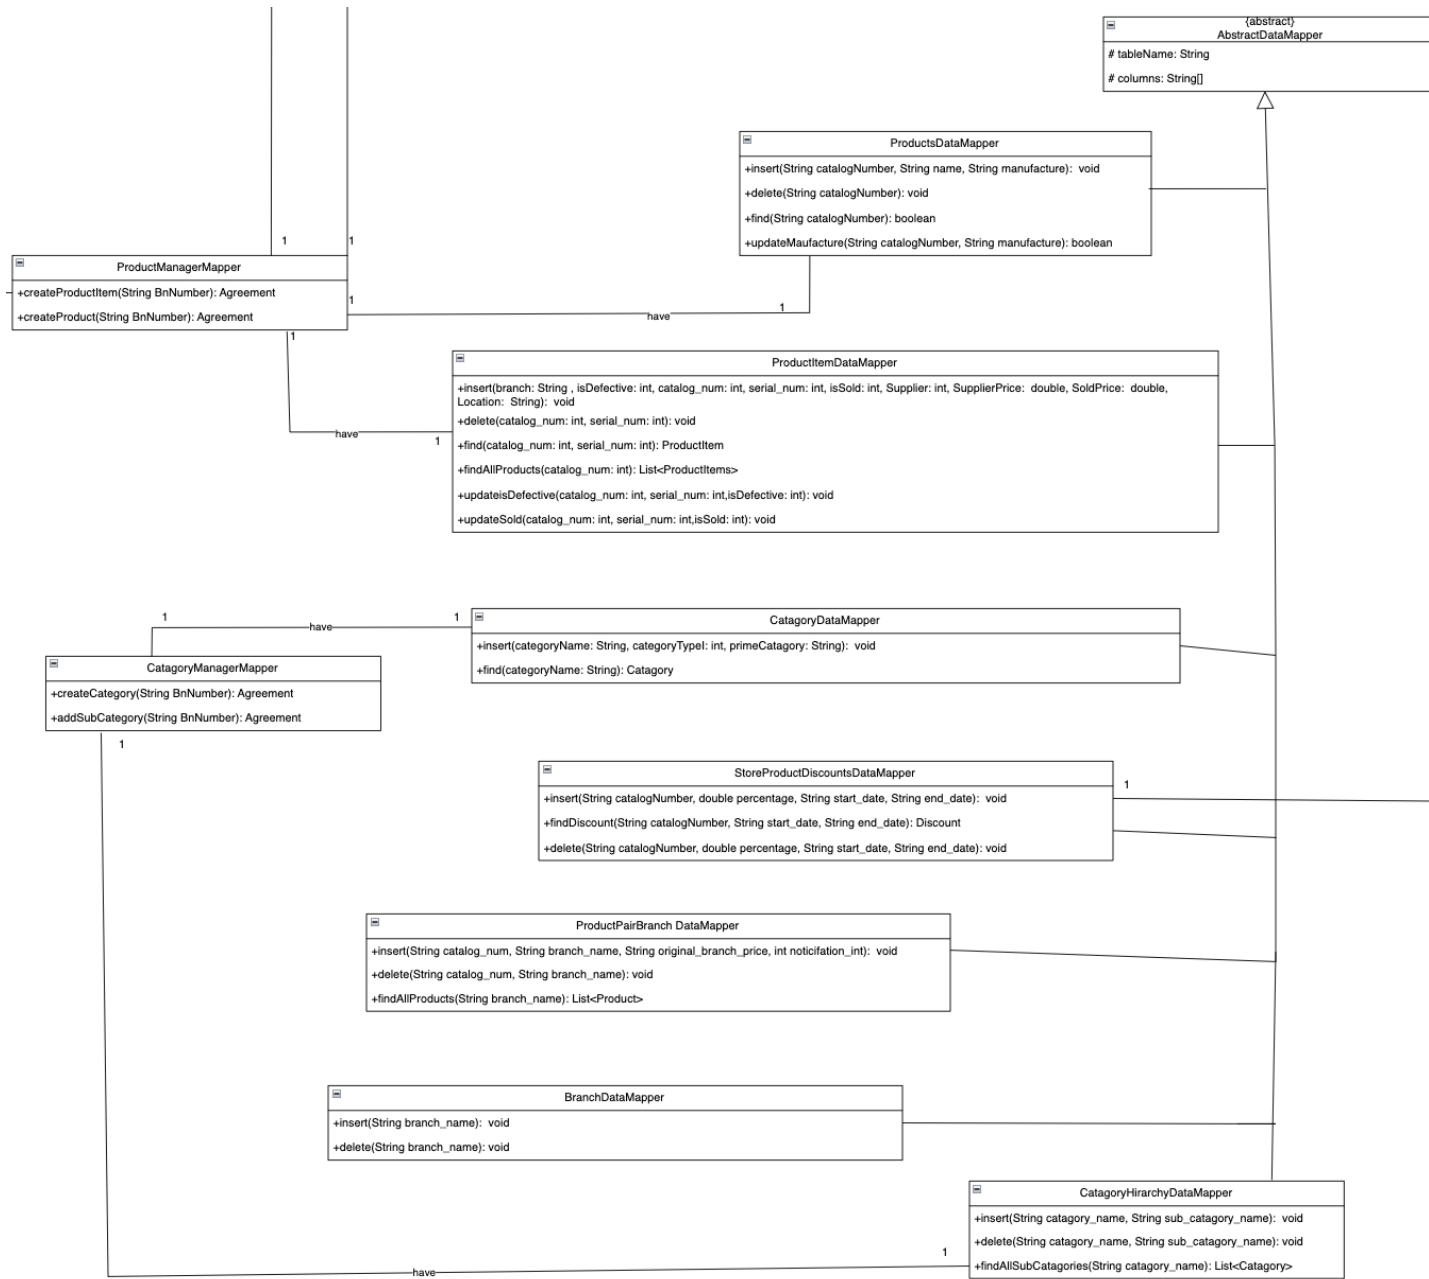 {abstract}
AbstractDataMapper
# tableName: String
# columns: String[]
ProductsDataMapper
+insert(String catalogNumber, String name, String manufacture):  void
+delete(String catalogNumber): void
+find(String catalogNumber): boolean
+updateMaufacture(String catalogNumber, String manufacture): boolean
1
1
ProductManagerMapper
+createProductItem(String BnNumber): Agreement
+createProduct(String BnNumber): Agreement
1
have
1
1
ProductItemDataMapper
+insert(branch: String , isDefective: int, catalog_num: int, serial_num: int, isSold: int, Supplier: int, SupplierPrice:  double, SoldPrice:  double,
Location:  String):  void
+delete(catalog_num: int, serial_num: int): void
+find(catalog_num: int, serial_num: int): ProductItem
+findAllProducts(catalog_num: int): List<ProductItems>
+updateisDefective(catalog_num: int, serial_num: int,isDefective: int): void
+updateSold(catalog_num: int, serial_num: int,isSold: int): void
have
1
1
have
1
CatagoryDataMapper
+insert(categoryName: String, categoryTypeI: int, primeCatagory: String):  void
+find(categoryName: String): Catagory
CatagoryManagerMapper
+createCategory(String BnNumber): Agreement
+addSubCategory(String BnNumber): Agreement
1
StoreProductDiscountsDataMapper
+insert(String catalogNumber, double percentage, String start_date, String end_date):  void
+findDiscount(String catalogNumber, String start_date, String end_date): Discount
+delete(String catalogNumber, double percentage, String start_date, String end_date): void
1
ProductPairBranch DataMapper
+insert(String catalog_num, String branch_name, String original_branch_price, int noticifation_int):  void
+delete(String catalog_num, String branch_name): void
+findAllProducts(String branch_name): List<Product>
BranchDataMapper
+insert(String branch_name):  void
+delete(String branch_name): void
CatagoryHirarchyDataMapper
+insert(String catagory_name, String sub_catagory_name):  void
+delete(String catagory_name, String sub_catagory_name): void
+findAllSubCatagories(String catagory_name): List<Catagory>
1
have